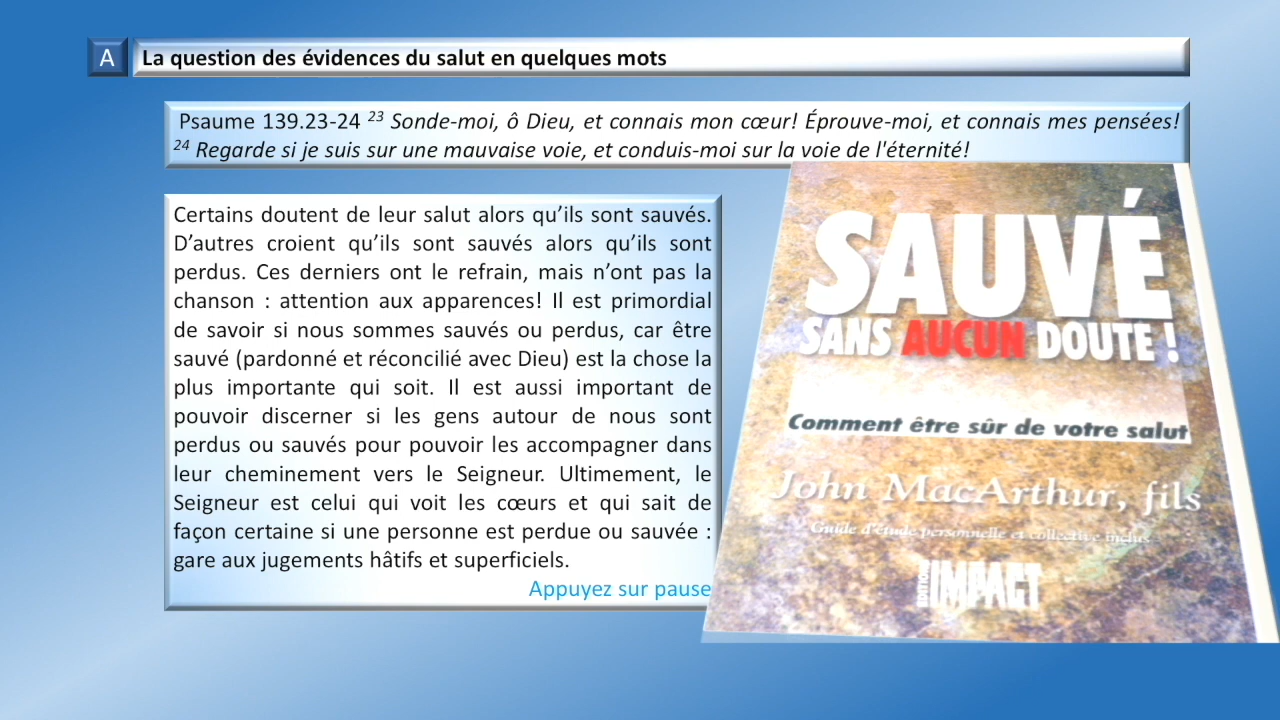 A
La question des évidences du salut en quelques mots
Psaume 139.23-24 ²³ Sonde-moi, ô Dieu, et connais mon cœur! Éprouve-moi, et connais mes pensées!
²⁴ Regarde si je suis sur une mauvaise voie, et conduis-moi sur la voie de l'éternité!
Certains doutent de leur salut alors qu’ils sont sauvés.
D’autres croient qu’ils sont sauvés alors qu’ils sont
perdus. Ces derniers ont le refrain, mais n’ont pas la
chanson : attention aux apparences! Il est primordial
de savoir si nous sommes sauvés ou perdus, car être
sauvé (pardonné et réconcilié avec Dieu) est la chose la
plus importante qui soit. Il est aussi important de
pouvoir discerner si les gens autour de nous sont
perdus ou sauvés pour pouvoir les accompagner dans
leur cheminement vers le Seigneur. Ultimement, le
Seigneur est celui qui voit les cœurs et qui sait de
façon certaine si une personne est perdue ou sauvée :
gare aux jugements hâtifs et superficiels.
Appuyez sur pause
SAUVÉ
SANS AUCUN DOUTE !
Comment être sûr de votre salut
John MacArthur, fils
Guide d'étude personnelle et collective inclus
ÉDITIONS IMPACT